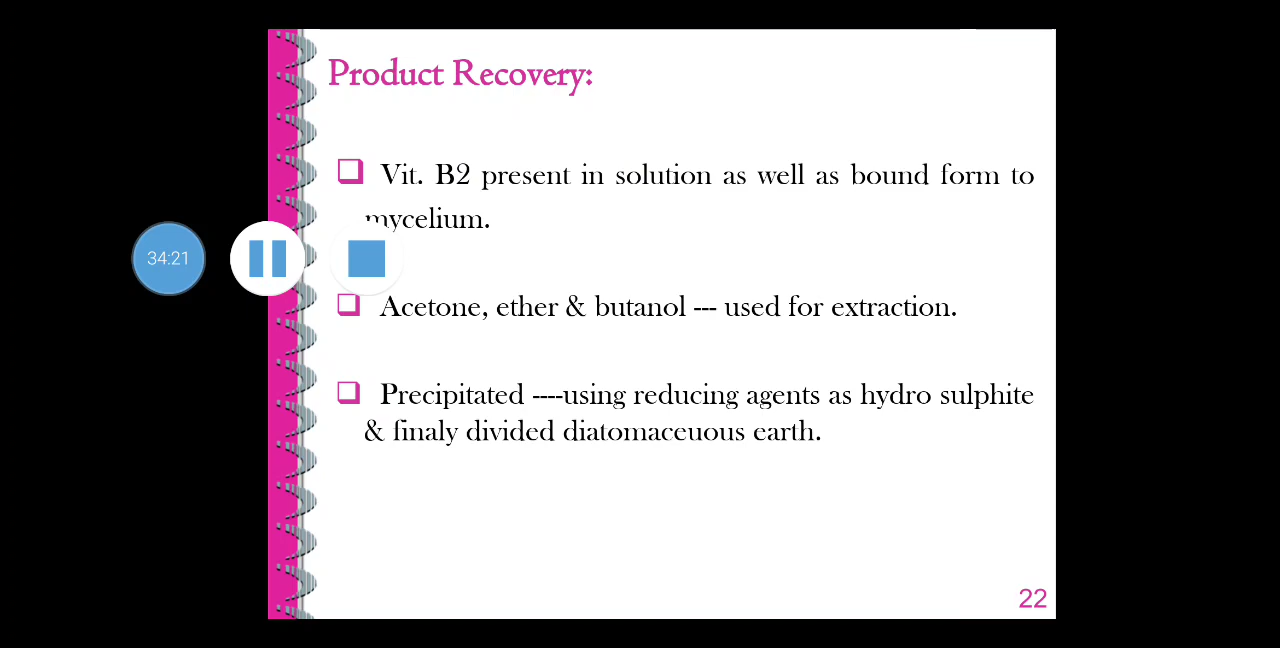 Product Recovery:
Vit. B2 present in solution as well as bound form to
mycelium.
34:21
Acetone, ether & butanol --- used for extraction.
Precipitated ----using reducing agents as hydro sulphite
& finaly divided diatomaceuous earth.
22